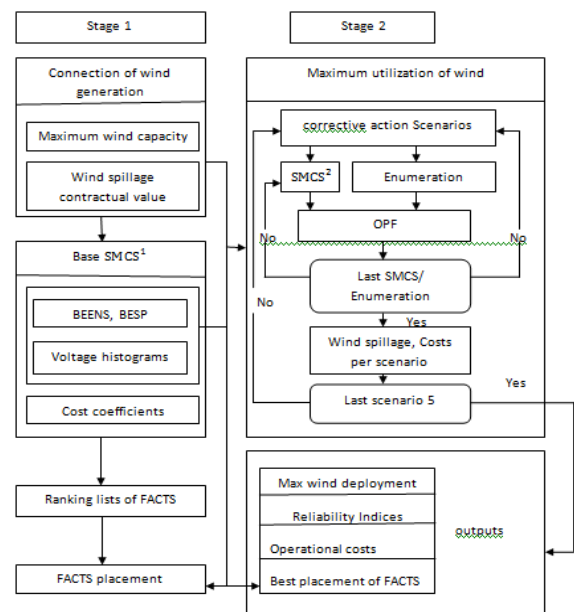 Stage 1
Stage 2
Connection of wind
generation
Maximum wind capacity
Wind spillage
contractual value
Base SMCS1
BEENS, BESP
Voltage histograms
Cost coefficients
Ranking lists of FACTS
FACTS placement
Maximum utilization of wind
corrective action Scenarios
SMCS2
Enumeration
OPF
No
No
Last SMCS/
Enumeration
No
Yes
Wind spillage, Costs
per scenario
Yes
Last scenario 5
Max wind deployment
Reliability Indices
outputs
Operational costs
Best placement of FACTS